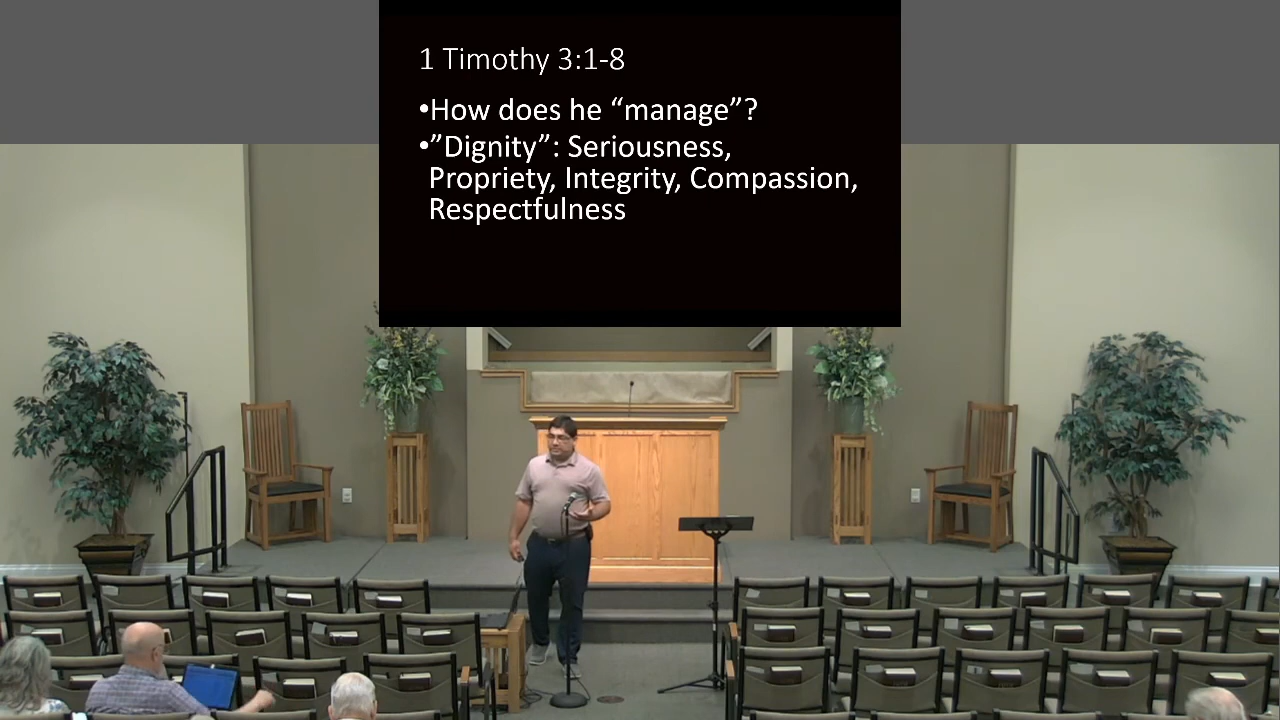 1 Timothy 3:1-8
•How does he “manage”?
•”Dignity”: Seriousness,
Propriety, Integrity, Compassion,
Respectfulness